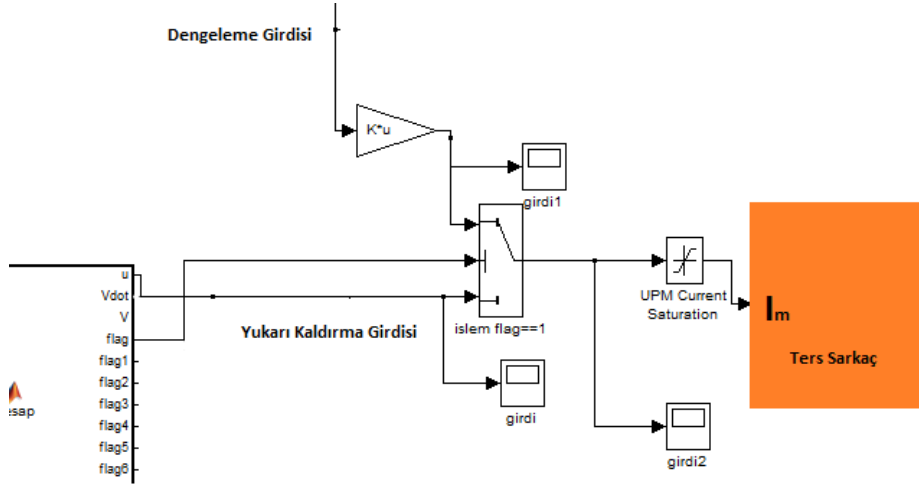 Dengeleme Girdisi
K*u
girdi1
u
Vdot
V
flag
flag1
flag2
flag3
flag4
flag5
flag6
esap
Yukarı Kaldırma Girdisi
islem flag==1
girdi
UPM Current
Saturation
girdi2
Im
Ters Sarkaç